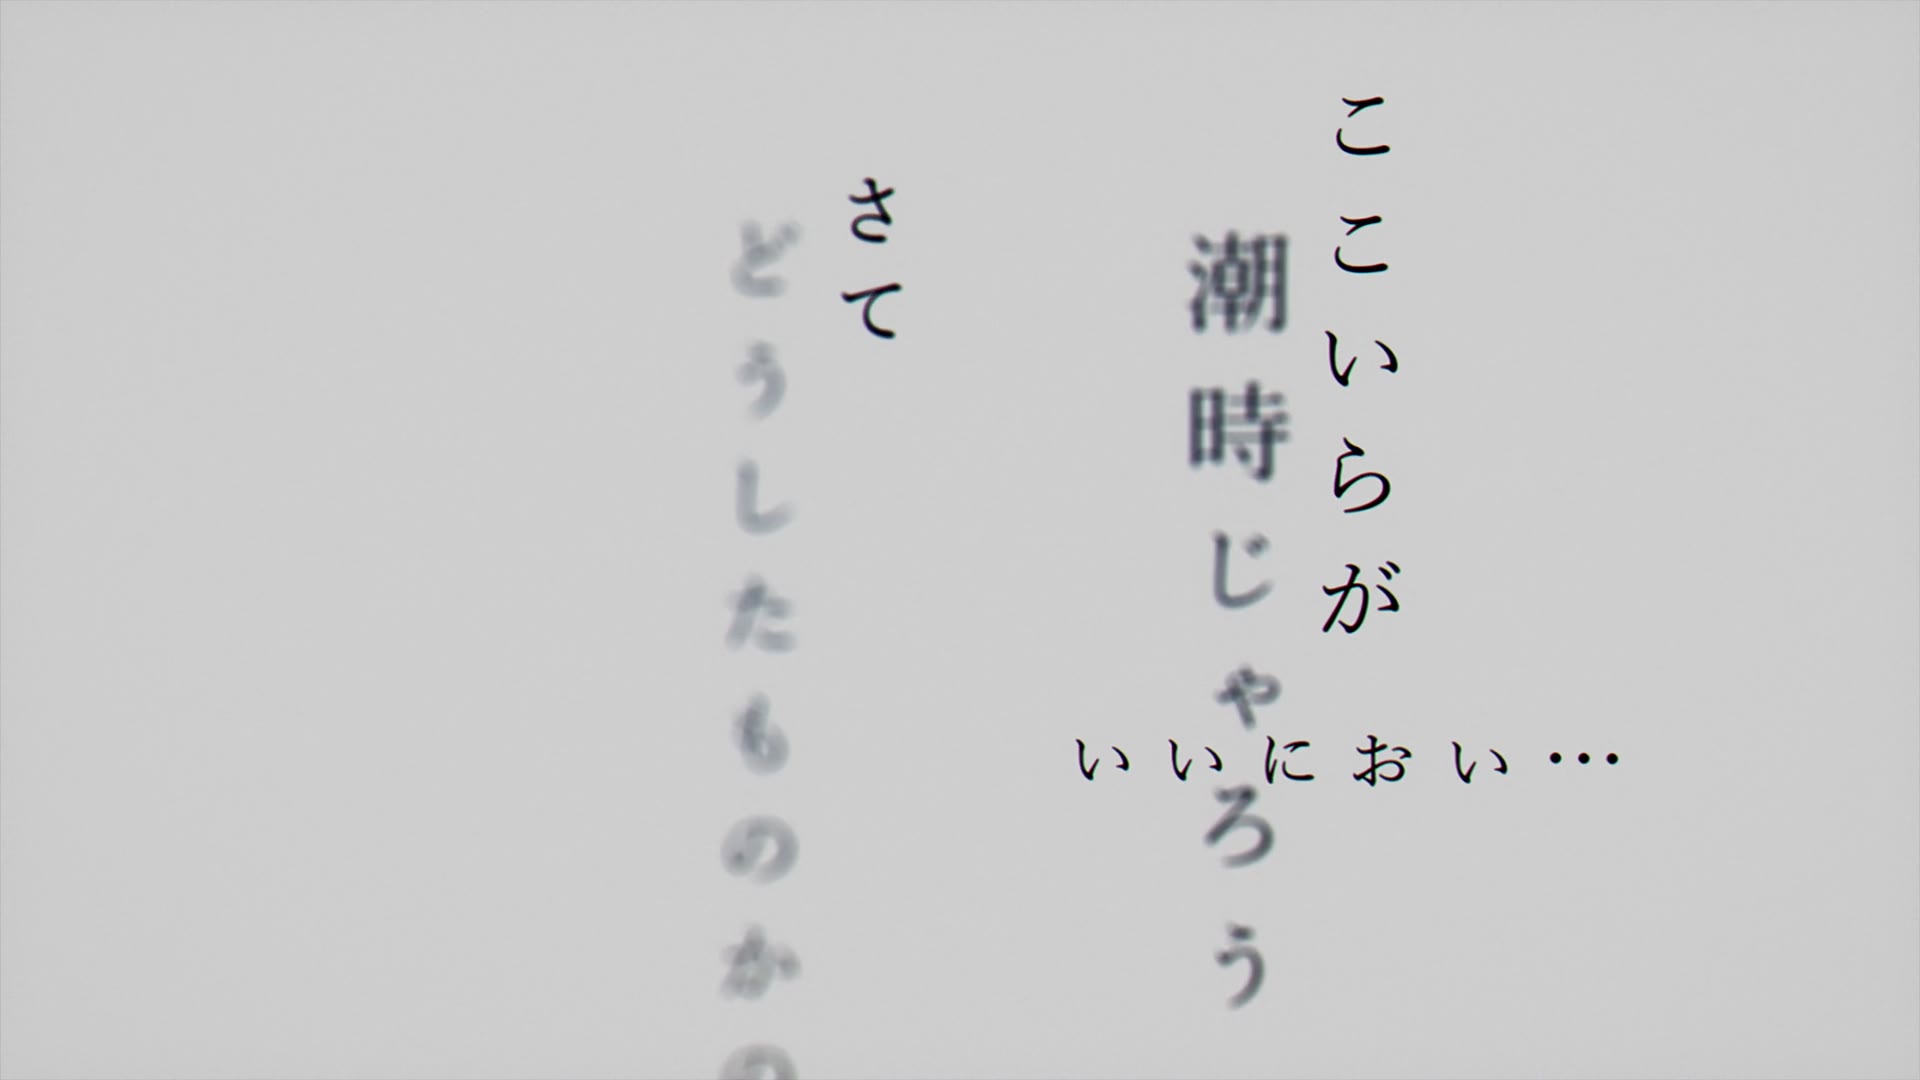 ここいらが
潮時じゃろう
さて
どうしたものかの
いいにおい…